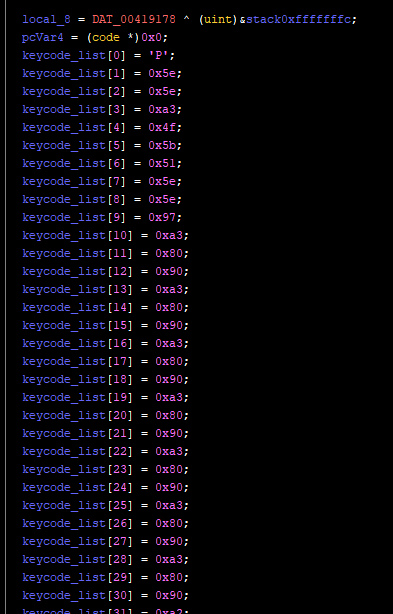 local_8 = DAT_00419178 ^ (uint)&stack0xfffffffc;
pcVar4 = (code *)0x0;
keycode_list[0] = 'P';
keycode_list[1] = 0x5e;
keycode_list[2] = 0x5e;
keycode_list[3] = 0xa3;
keycode_list[4] = 0x4f;
keycode_list[5] = 0x5b;
keycode_list[6] = 0x51;
keycode_list[7] = 0x5e;
keycode_list[8] = 0x5e;
keycode_list[9] = 0x97;
keycode_list[10] = 0xa3;
keycode_list[11] = 0x80;
keycode_list[12] = 0x90;
keycode_list[13] = 0xa3;
keycode_list[14] = 0x80;
keycode_list[15] = 0x90;
keycode_list[16] = 0xa3;
keycode_list[17] = 0x80;
keycode_list[18] = 0x90;
keycode_list[19] = 0xa3;
keycode_list[20] = 0x80;
keycode_list[21] = 0x90;
keycode_list[22] = 0xa3;
keycode_list[23] = 0x80;
keycode_list[24] = 0x90;
keycode_list[25] = 0xa3;
keycode_list[26] = 0x80;
keycode_list[27] = 0x90;
keycode_list[28] = 0xa3;
keycode_list[29] = 0x80;
keycode_list[30] = 0x90;
keycode_list[31] =